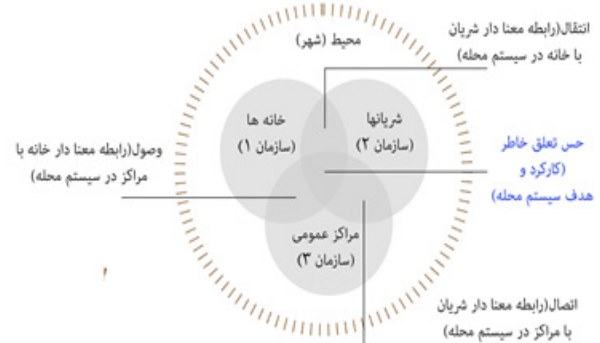 انتقال(رابطه معنا دار شریان
با خانه در سیستم محله)
محیط (شهر)
خانه ها
(سازمان ۱)
شریانها
(سازمان ۲)
حس تعلق خاطر
(کارکرد و
هدف سیستم محله)
وصول(رابطه معنا دار خانه با
مراکز در سیستم محله)
مراکز عمومی
(سازمان ۳)
اتصال(رابطه معنا دار شریان
با مراکز در سیستم محله)